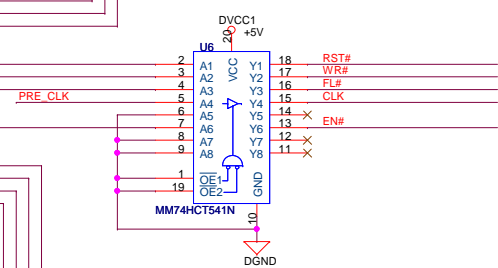 DVCC1
+5V
20
U6
VCC
2 A1 Y1 18 RST#
3 A2 Y2 17 WR#
4 A3 Y3 16 FL#
PRE_CLK 5 A4 Y4 15 CLK
6 A5 Y5 14
7 A6 Y6 13 EN#
8 A7 Y7 12
9 A8 Y8 11
1 OE1
19 OE2
GND
MM74HCT541N
10
DGND